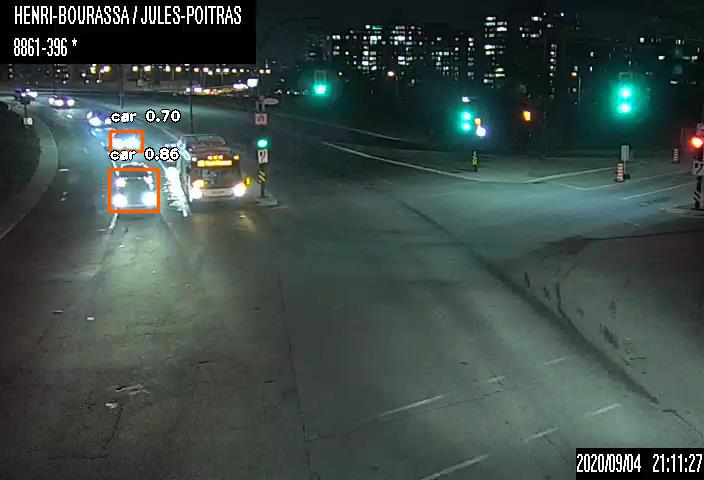 HENRI-BOURASSA / JULES-POITRAS
8861-396 *
car 0.70
car 0.86
2020/09/04 21:11:27